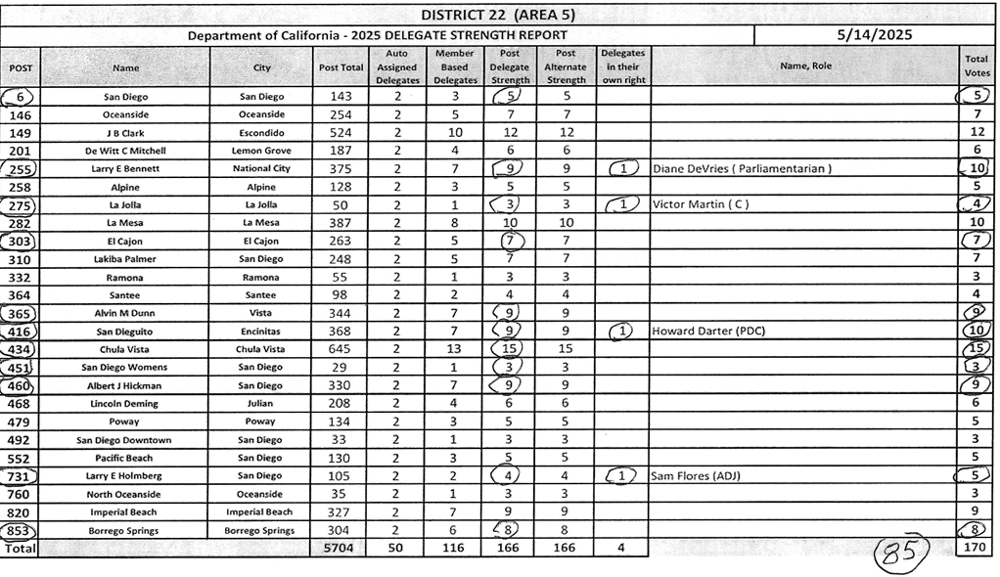 DISTRICT 22 (AREA 5)
Department of California - 2025 DELEGATE STRENGTH REPORT 5/14/2025
POST Name City Post Total Auto Assigned Delegates Member Based Delegates Post Delegate Strength Post Alternate Strength Delegates in their own right Name, Role Total Votes
6 San Diego San Diego 143 2 3 5 5 5
146 Oceanside Oceanside 254 2 5 7 7 7
149 J B Clark Escondido 524 2 10 12 12 12
201 De Witt C Mitchell Lemon Grove 187 2 4 6 6 6
255 Larry E Bennett National City 375 2 7 9 9 1 Diane DeVries ( Parliamentarian ) 10
258 Alpine Alpine 128 2 3 5 5 5
275 La Jolla La Jolla 50 2 1 3 3 1 Victor Martin ( C ) 4
282 La Mesa La Mesa 387 2 8 10 10 10
303 El Cajon El Cajon 263 2 5 7 7 7
310 Lakiba Palmer San Diego 248 2 5 7 7 7
332 Ramona Ramona 55 2 1 3 3 3
364 Santee Santee 98 2 2 4 4 4
365 Alvin M Dunn Vista 344 2 7 9 9 9
416 San Dieguito Encinitas 368 2 7 9 9 1 Howard Darter (PDC) 10
434 Chula Vista Chula Vista 645 2 13 15 15 15
451 San Diego Womens San Diego 29 2 1 3 3 3
460 Albert J Hickman San Diego 330 2 7 9 9 9
468 Lincoln Deming Julian 208 2 4 6 6 6
479 Poway Poway 134 2 3 5 5 5
492 San Diego Downtown San Diego 33 2 1 3 3 3
552 Pacific Beach San Diego 130 2 3 5 5 5
731 Larry E Holmberg San Diego 105 2 2 4 4 1 Sam Flores (ADJ) 5
760 North Oceanside Oceanside 35 2 1 3 3 3
820 Imperial Beach Imperial Beach 327 2 7 9 9 9
853 Borrego Springs Borrego Springs 304 2 6 8 8 8
Total 5704 50 116 166 166 4 85 170